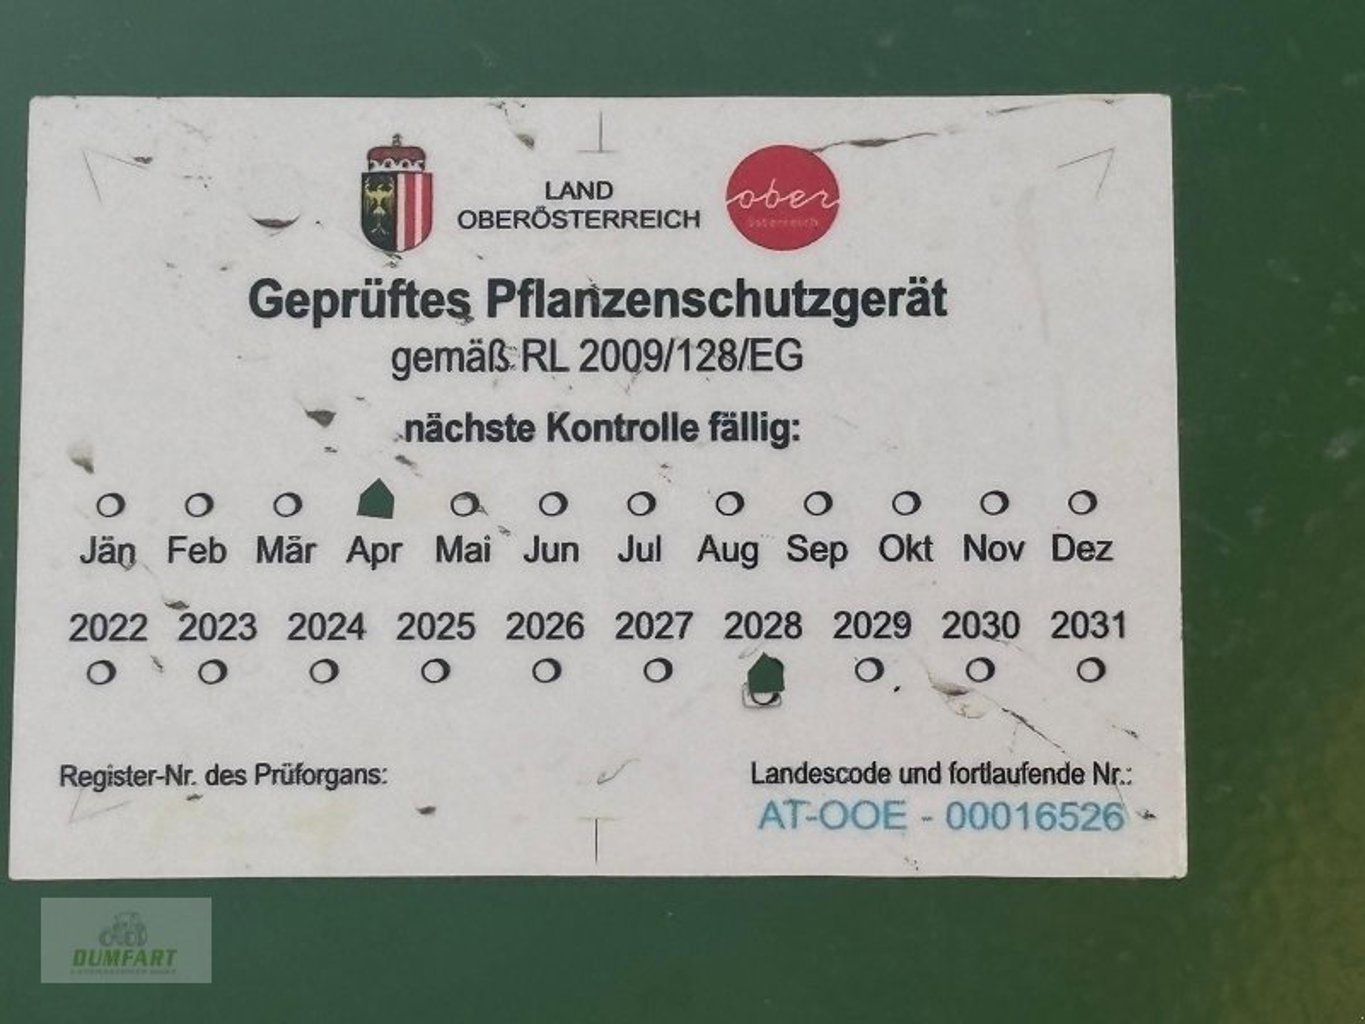 LAND
OBERÖSTERREICH
ober
österreich
Geprüftes Pflanzenschutzgerät
gemäß RL 2009/128/EG
nächste Kontrolle fällig:
Jän Feb Mär Apr Mai Jun Jul Aug Sep Okt Nov Dez
2022 2023 2024 2025 2026 2027 2028 2029 2030 2031
Register-Nr. des Prüforgans:
Landescode und fortlaufende Nr.:
AT-OOE - 00016526
DUMFART